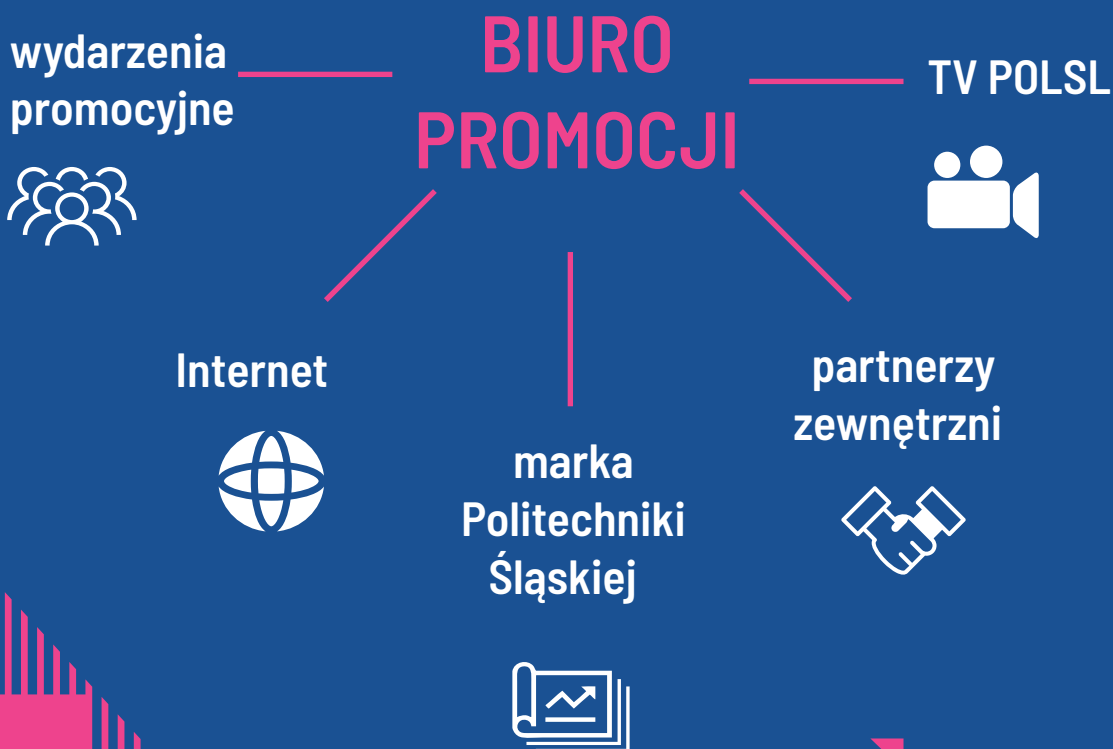 BIURO
PROMOCJI
wydarzenia
promocyjne
TV POLSL
Internet
marka
Politechniki
Śląskiej
partnerzy
zewnętrzni